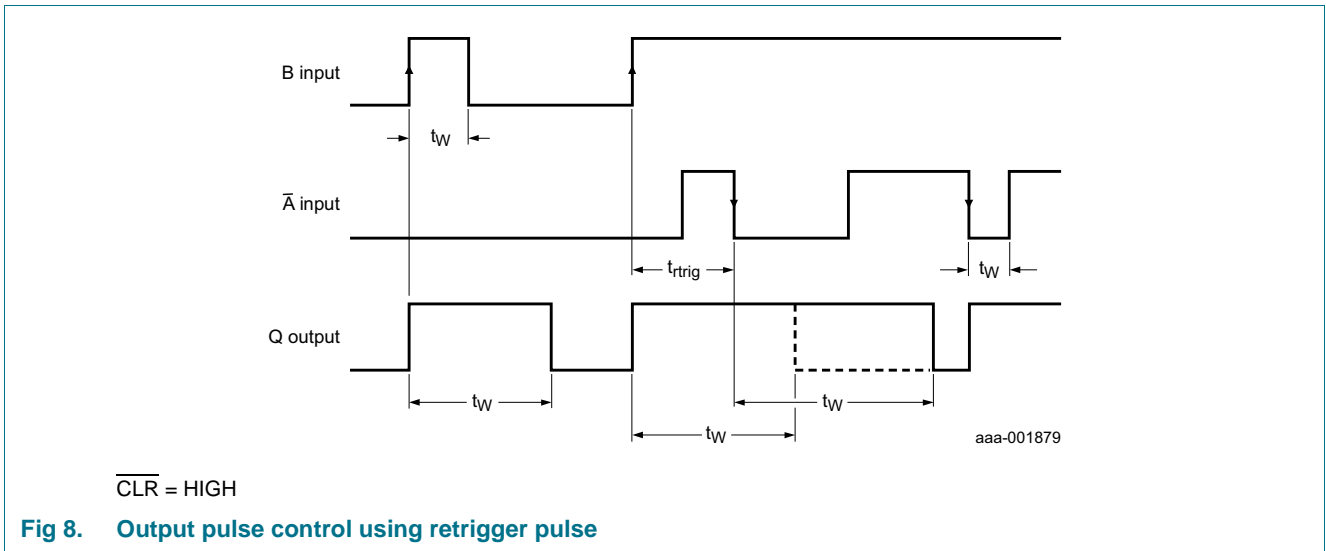 B input
tW
A̅ input
trtrig
tW
Q output
tW
tW
tW
aaa-001879
C̅L̅R̅ = HIGH
Fig 8. Output pulse control using retrigger pulse